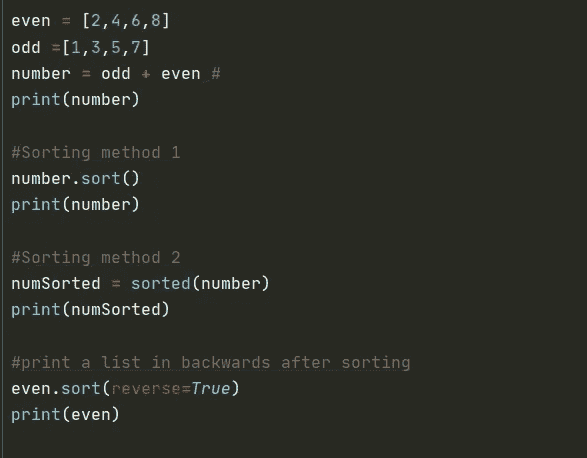 even = [2,4,6,8]
odd =[1,3,5,7]
number = odd + even #
print(number)
#Sorting method 1
number.sort()
print(number)
#Sorting method 2
numSorted = sorted(number)
print(numSorted)
#print a list in backwards after sorting
even.sort(reverse=True)
print(even)